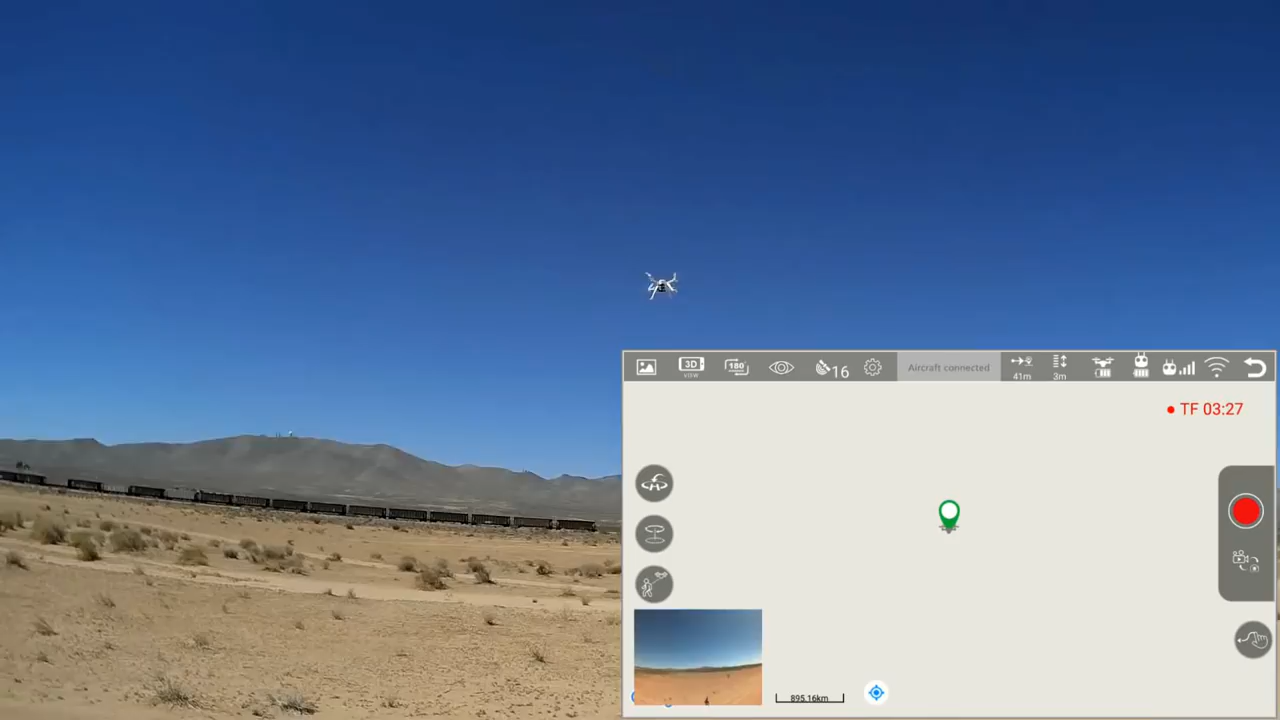 3D
VIEW
180°
16
Aircraft connected
41m
3m
TF 03:27
H
895.16km